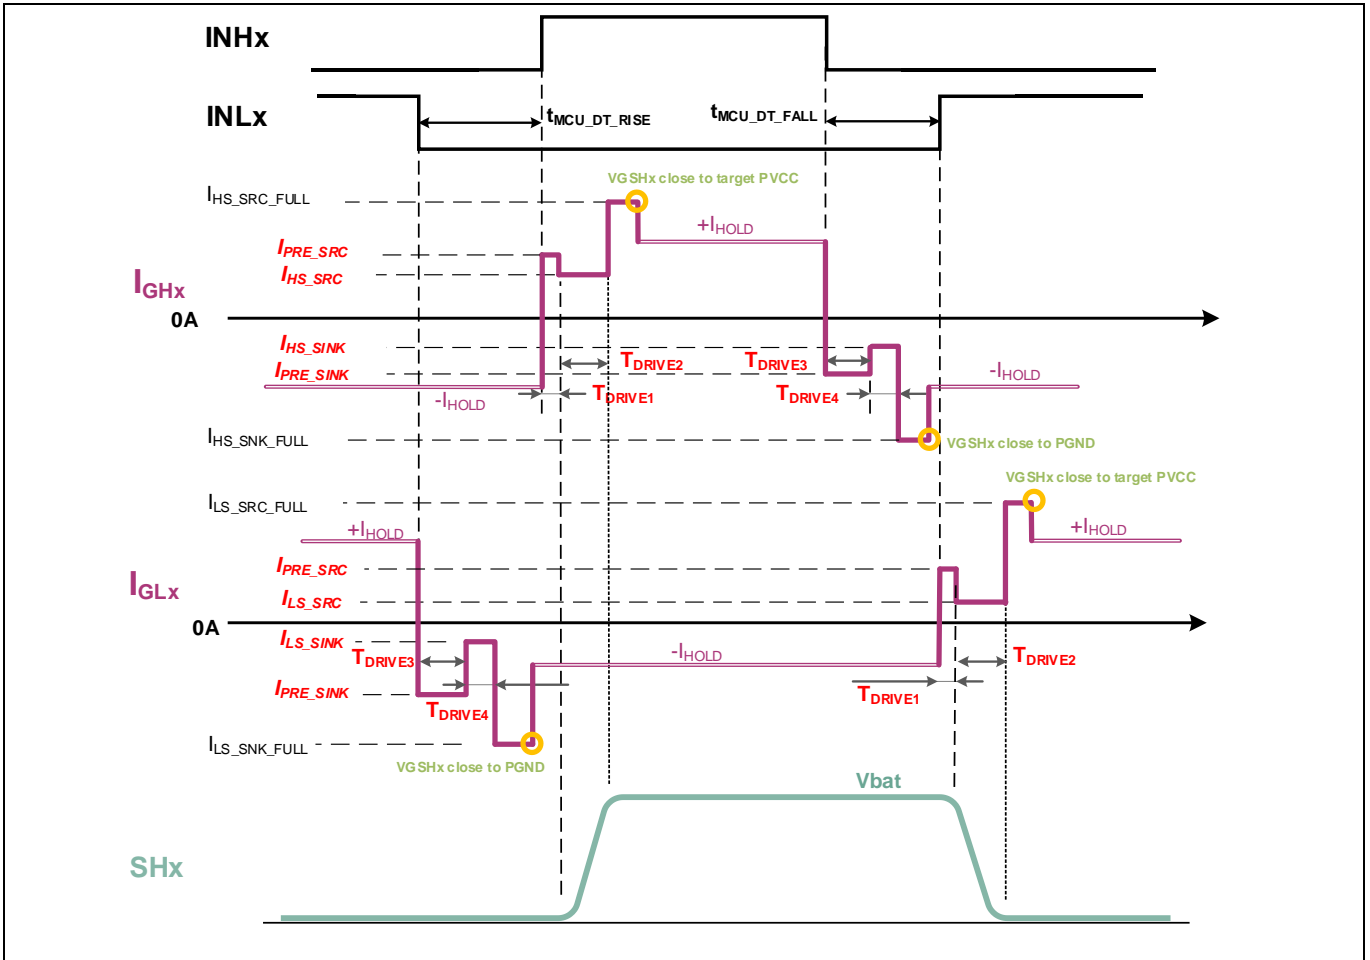 INHx
INLx
tMCU_DT_RISE
tMCU_DT_FALL
VGSHx close to target PVCC
IHS_SRC_FULL
+IHOLD
IPRE_SRC
IHS_SRC
IGHx
0A
IHS_SINK
IPRE_SINK
TDRIVE2
TDRIVE3
-IHOLD
TDRIVE1
TDRIVE4
-IHOLD
IHS_SNK_FULL
VGSHx close to PGND
VGSHx close to target PVCC
ILS_SRC_FULL
+IHOLD
+IHOLD
IPRE_SRC
IGLx
ILS_SRC
0A
ILS_SINK
TDRIVE3
-IHOLD
TDRIVE2
IPRE_SINK
TDRIVE4
TDRIVE1
ILS_SNK_FULL
VGSHx close to PGND
Vbat
SHx